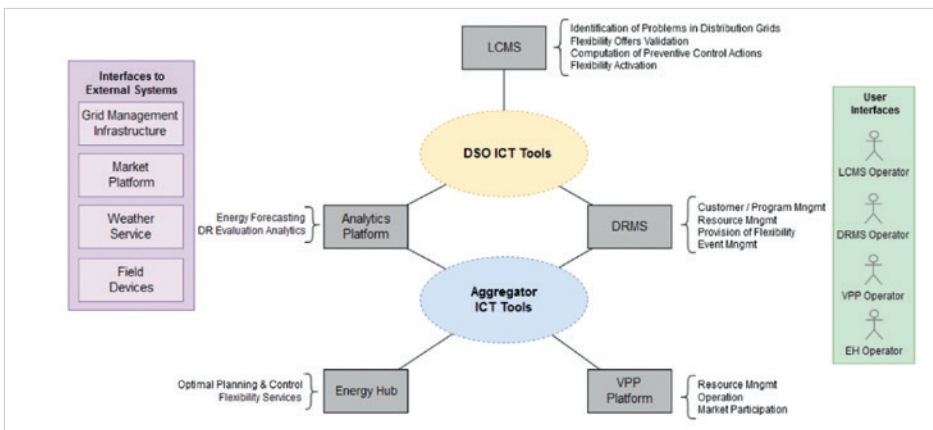 LCMS
Identification of Problems in Distribution Grids
Flexibility Offers Validation
Computation of Preventive Control Actions
Flexibility Activation
Interfaces to
External Systems
Grid Management
Infrastructure
Market
Platform
Weather
Service
Field
Devices
DSO ICT Tools
Energy Forecasting
DR Evaluation Analytics
Analytics
Platform
DRMS
Customer / Program Mngmt
Resource Mngmt
Provision of Flexibility
Event Mngmt
Aggregator
ICT Tools
Optimal Planning & Control
Flexibility Services
Energy Hub
VPP
Platform
Resource Mngmt
Operation
Market Participation
User
Interfaces
LCMS Operator
DRMS Operator
VPP Operator
EH Operator